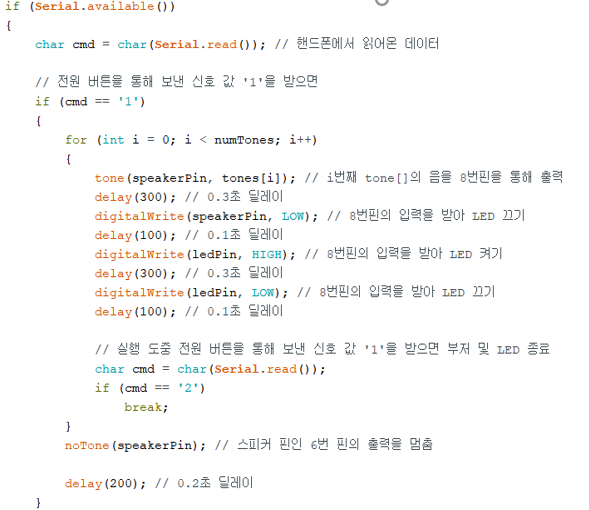 if (Serial.available())
{
    char cmd = char(Serial.read()); // 핸드폰에서 읽어온 데이터

    // 전원 버튼을 통해 보낸 신호 값 '1'을 받으면
    if (cmd == '1')
    {
        for (int i = 0; i < numTones; i++)
        {
            tone(speakerPin, tones[i]); // i번째 tone[]의 음을 8번핀을 통해 출력
            delay(300); // 0.3초 딜레이
            digitalWrite(speakerPin, LOW); // 8번핀의 입력을 받아 LED 끄기
            delay(100); // 0.1초 딜레이
            digitalWrite(ledPin, HIGH); // 8번핀의 입력을 받아 LED 켜기
            delay(300); // 0.3초 딜레이
            digitalWrite(ledPin, LOW); // 8번핀의 입력을 받아 LED 끄기
            delay(100); // 0.1초 딜레이

            // 실행 도중 전원 버튼을 통해 보낸 신호 값 '1'을 받으면 부저 및 LED 종료
            char cmd = char(Serial.read());
            if (cmd == '2')
                break;
        }
        noTone(speakerPin); // 스피커 핀인 6번 핀의 출력을 멈춤

        delay(200); // 0.2초 딜레이
    }